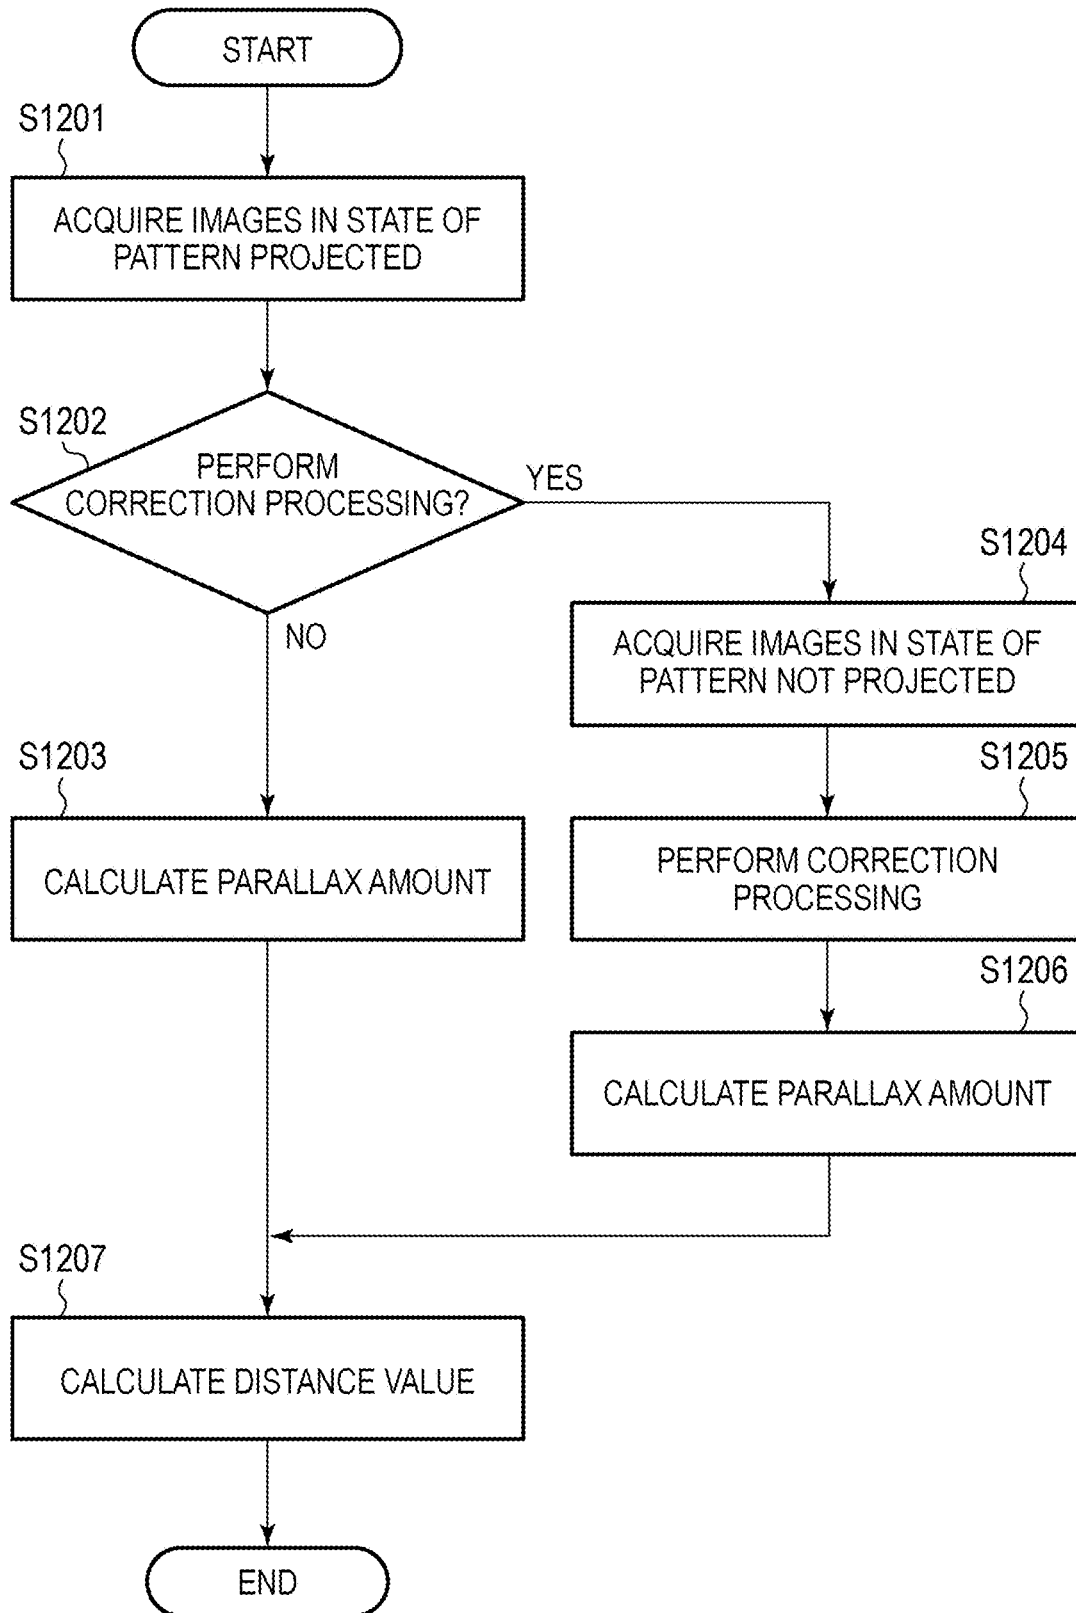 START
S1201
ACQUIRE IMAGES IN STATE OF
PATTERN PROJECTED
S1202
PERFORM
CORRECTION PROCESSING?
YES
NO
S1204
ACQUIRE IMAGES IN STATE OF
PATTERN NOT PROJECTED
S1203
CALCULATE PARALLAX AMOUNT
S1205
PERFORM CORRECTION
PROCESSING
S1206
CALCULATE PARALLAX AMOUNT
S1207
CALCULATE DISTANCE VALUE
END